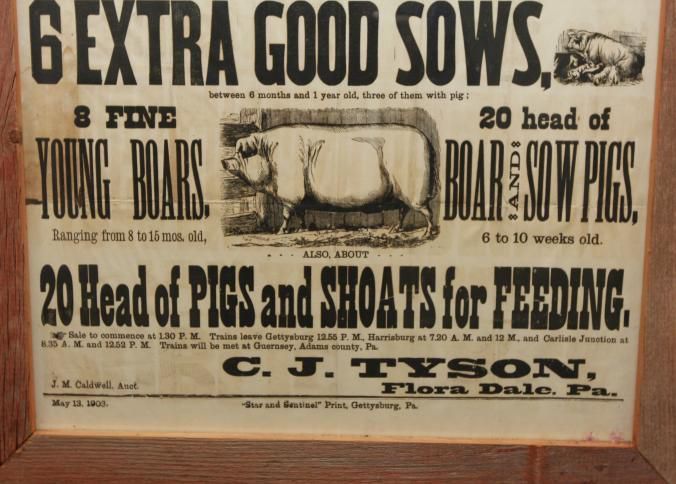 6 EXTRA GOOD SOWS,
between 6 months and 1 year old, three of them with pig ;
8 FINE
YOUNG BOARS,
Ranging from 8 to 15 mos. old,
20 head of
BOAR AND SOW PIGS,
6 to 10 weeks old.
- - - ALSO, ABOUT - - -
20 Head of PIGS and SHOATS for FEEDING.
Sale to commence at 1.30 P. M. Trains leave Gettysburg 12.55 P. M., Harrisburg at 7.20 A. M. and 12 M., and Carlisle Junction at
8.35 A. M. and 12.52 P. M. Trains will be met at Guernsey, Adams county, Pa.
C. J. TYSON,
J. M. Caldwell, Auct.
Flora Dale, Pa.
May 13, 1903.
"Star and Sentinel" Print, Gettysburg, Pa.